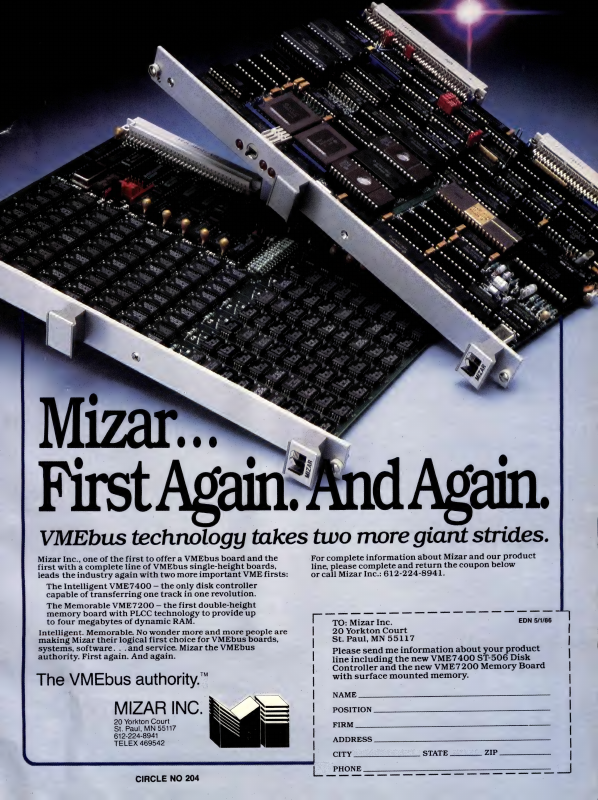 MIZAR
MIZAR
Mizar...
First Again. And Again.
VMEbus technology takes two more giant strides.
Mizar Inc., one of the first to offer a VMEbus board and the
first with a complete line of VMEbus single-height boards,
leads the industry again with two more important VME firsts:
The Intelligent VME7400 – the only disk controller
capable of transferring one track in one revolution.
The Memorable VME7200 – the first double-height
memory board with PLCC technology to provide up
to four megabytes of dynamic RAM.
Intelligent. Memorable. No wonder more and more people are
making Mizar their logical first choice for VMEbus boards,
systems, software. . .and service. Mizar the VMEbus
authority. First again. And again.
The VMEbus authority.™
MIZAR INC.
20 Yorkton Court
St. Paul, MN 55117
612-224-8941
TELEX 469542
For complete information about Mizar and our product
line, please complete and return the coupon below
or call Mizar Inc.: 612-224-8941.
EDN 5/1/86
TO: Mizar Inc.
20 Yorkton Court
St. Paul, MN 55117
Please send me information about your product
line including the new VME7400 ST-506 Disk
Controller and the new VME7200 Memory Board
with surface mounted memory.
NAME
POSITION
FIRM
ADDRESS
CITY STATE ZIP
PHONE
CIRCLE NO 204